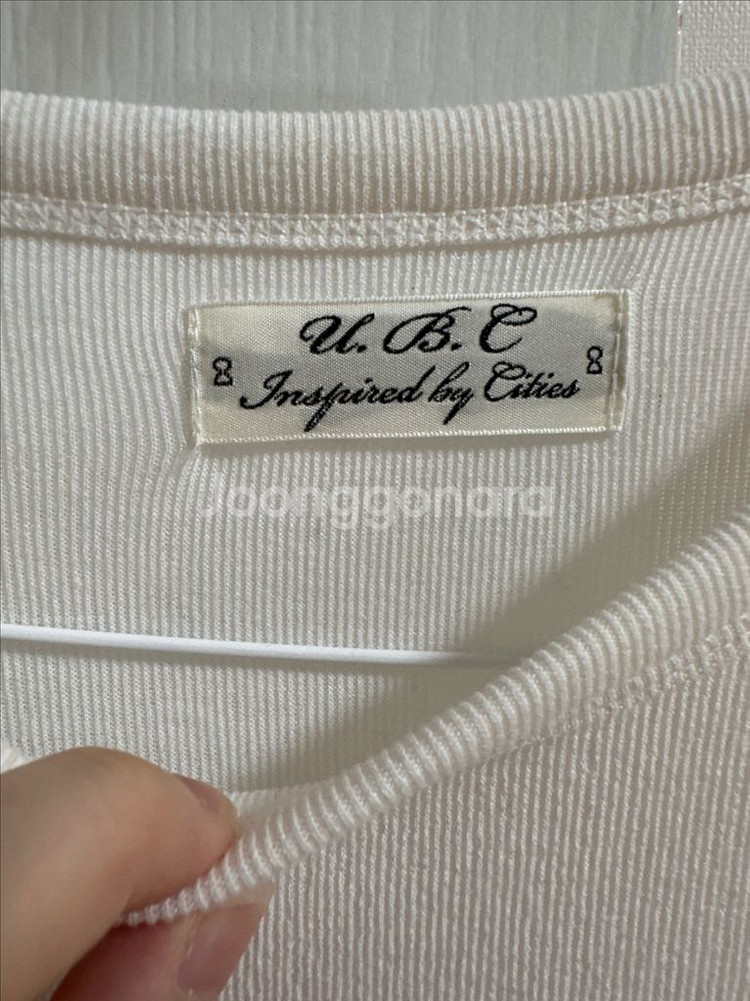 U.B.C
Inspired by Cities
Joonggonara